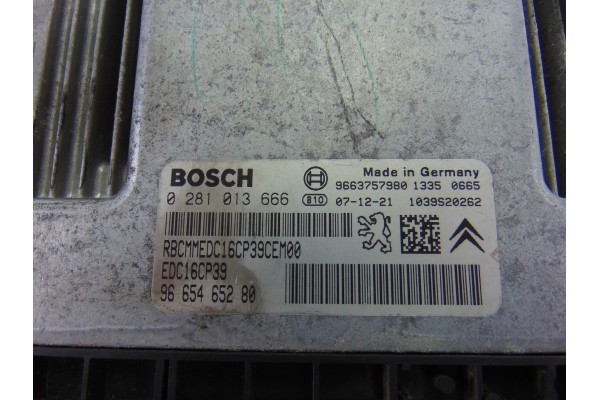 BOSCH
Made in Germany
9663757980 1335 0665
0 281 013 666 B10 07-12-21 1039S20262
RBCMMEDC16CP39CEM00
EDC16CP39
96 654 652 80